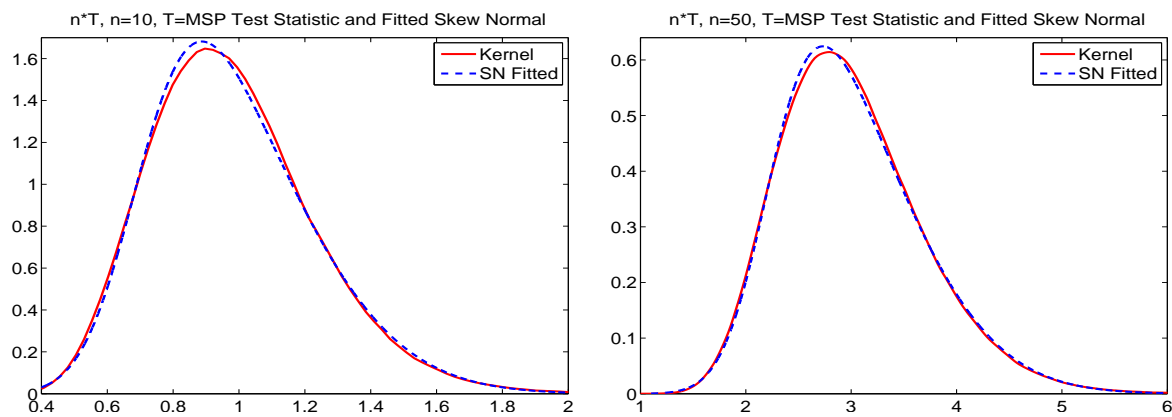 n*T, n=10, T=MSP Test Statistic and Fitted Skew Normal
Kernel
SN Fitted
1.6
1.4
1.2
1
0.8
0.6
0.4
0.2
0
0.4 0.6 0.8 1 1.2 1.4 1.6 1.8 2
n*T, n=50, T=MSP Test Statistic and Fitted Skew Normal
Kernel
SN Fitted
0.6
0.5
0.4
0.3
0.2
0.1
0
1 2 3 4 5 6